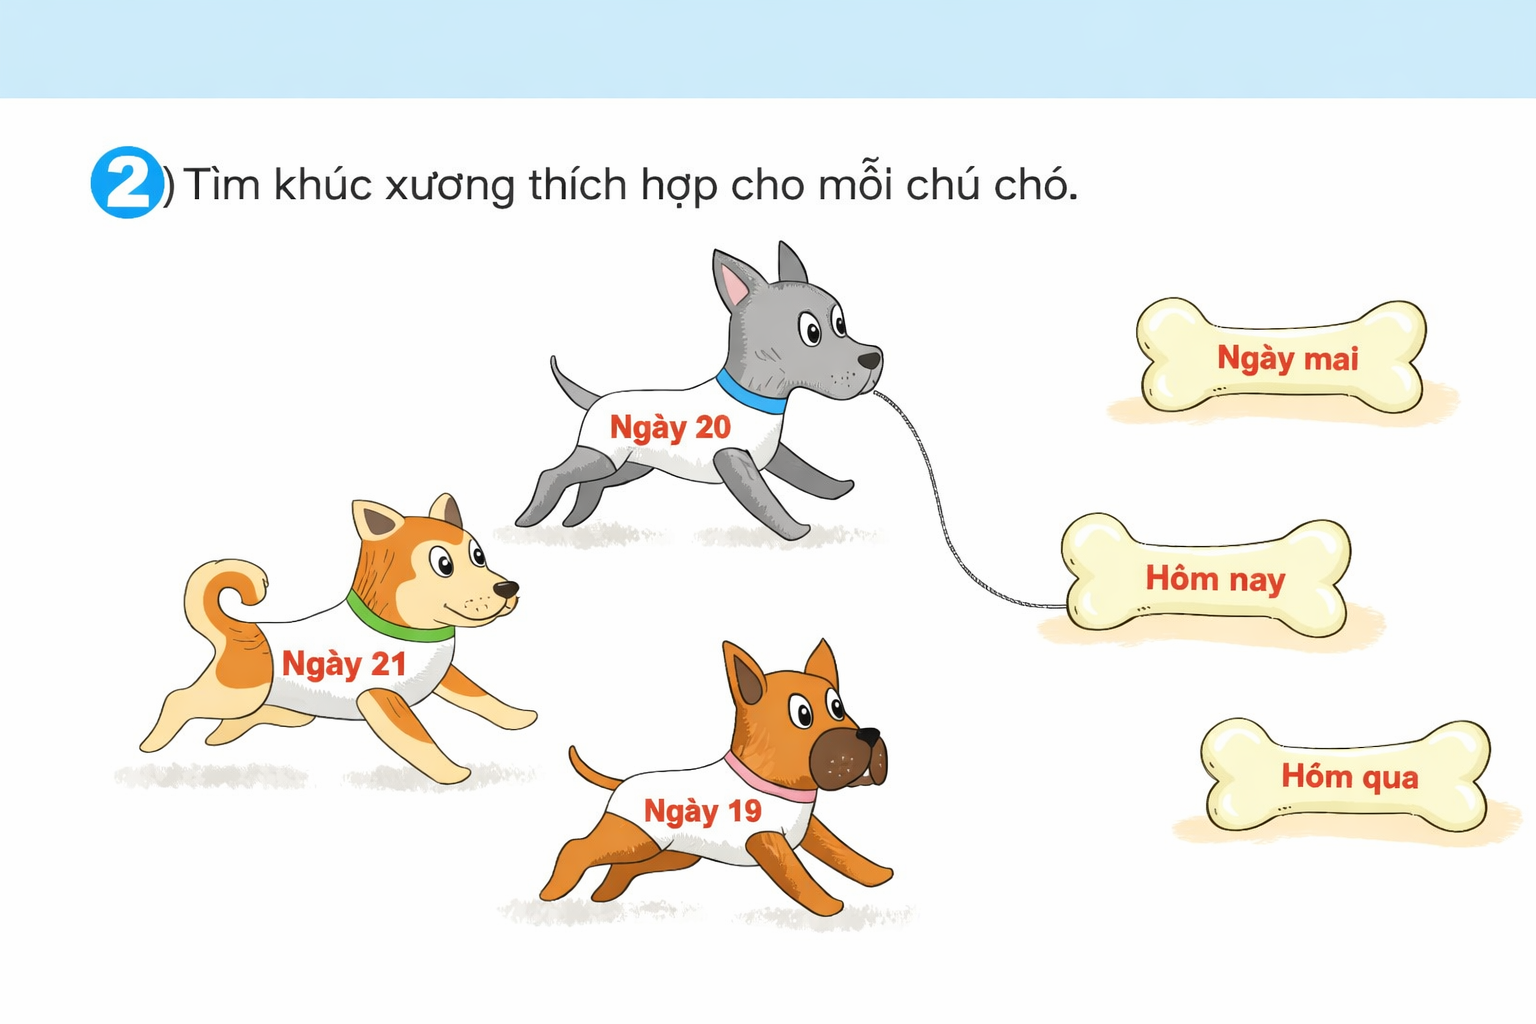 2) Tìm khúc xương thích hợp cho mỗi chú chó.
Ngày 20
Ngày mai
Hôm nay
Ngày 21
Ngày 19
Hốm qua